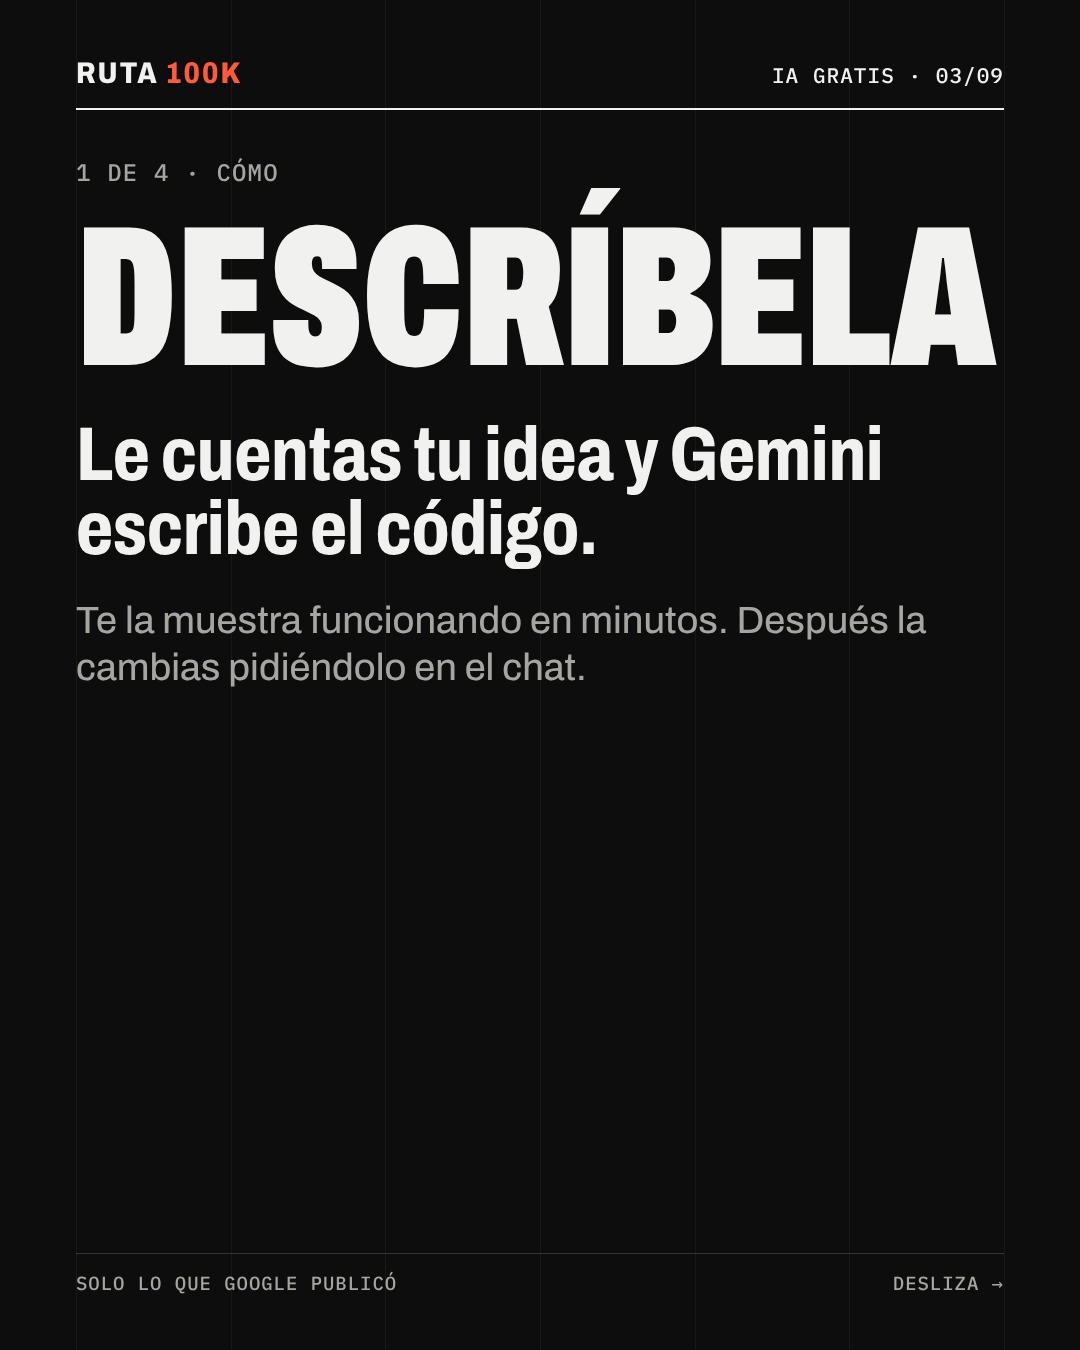 RUTA 100K
IA GRATIS · 03/09
1 DE 4 · CÓMO
DESCRÍBELA
Le cuentas tu idea y Gemini
escribe el código.
Te la muestra funcionando en minutos. Después la
cambias pidiéndolo en el chat.
SOLO LO QUE GOOGLE PUBLICÓ
DESLIZA →